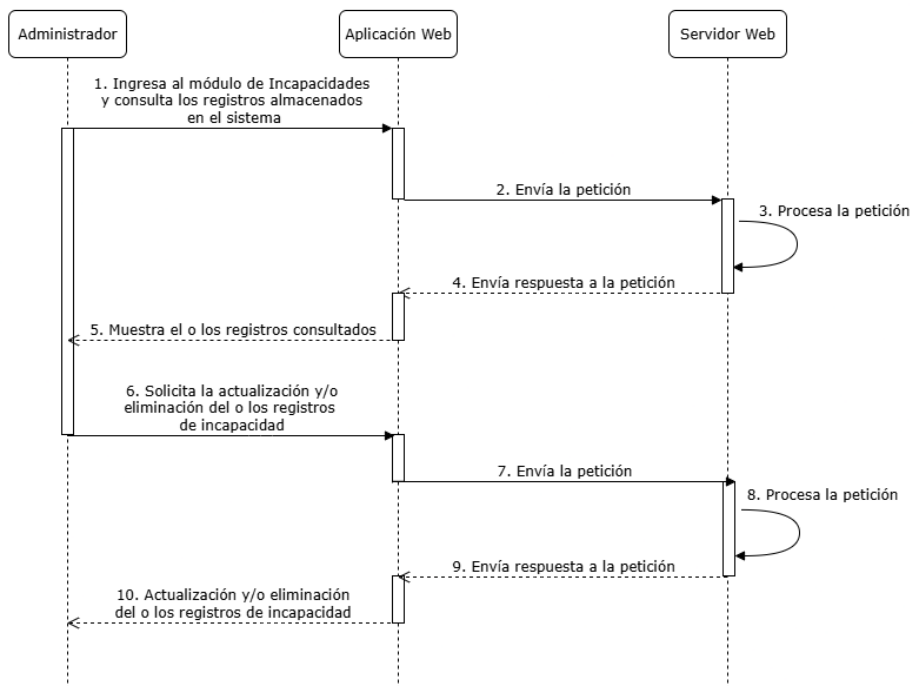 Administrador
Aplicación Web
Servidor Web
1. Ingresa al módulo de Incapacidades
y consulta los registros almacenados
en el sistema
2. Envía la petición
3. Procesa la petición
4. Envía respuesta a la petición
5. Muestra el o los registros consultados
6. Solicita la actualización y/o
eliminación del o los registros
de incapacidad
7. Envía la petición
8. Procesa la petición
9. Envía respuesta a la petición
10. Actualización y/o eliminación
del o los registros de incapacidad